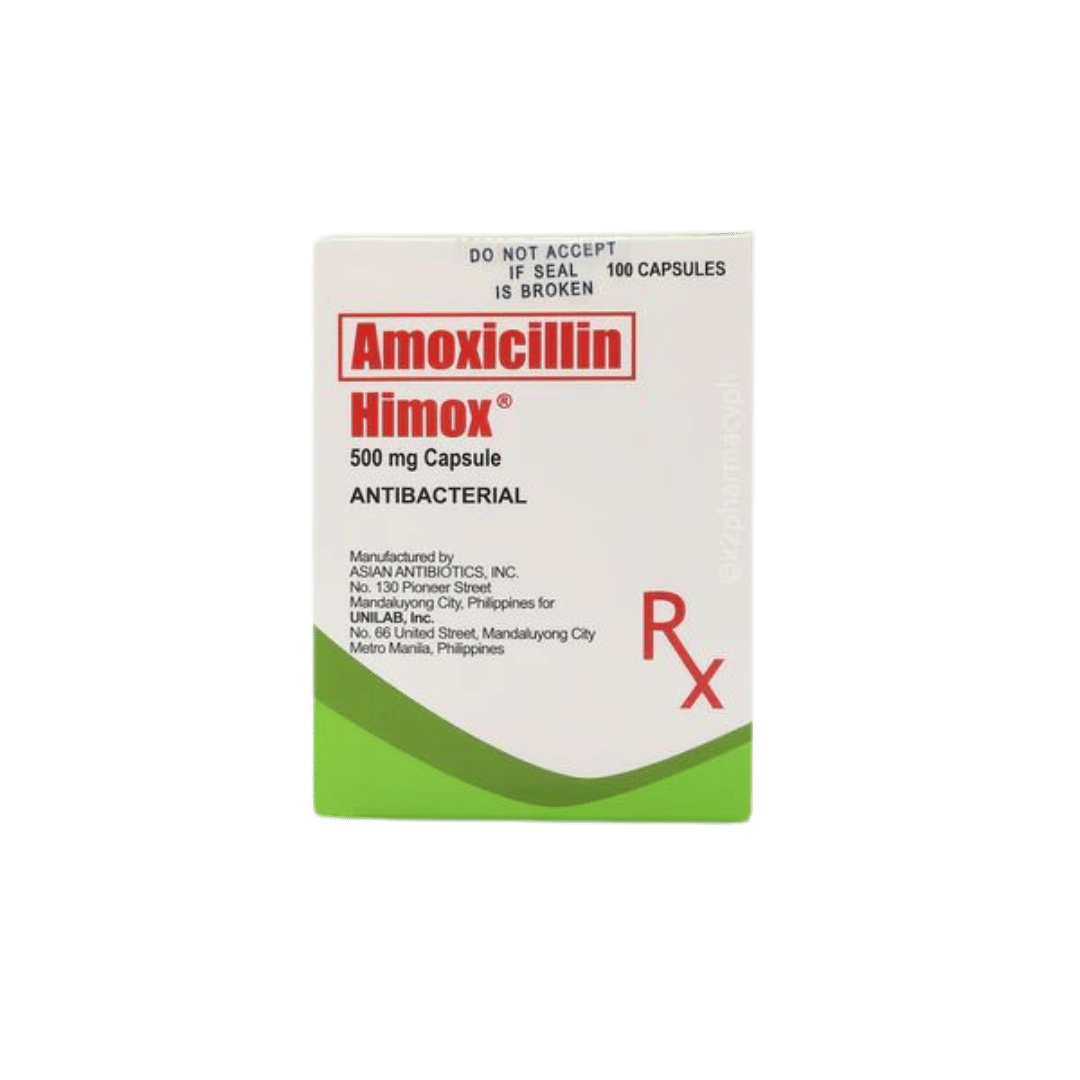 DO NOT ACCEPT
IF SEAL
IS BROKEN
100 CAPSULES
Amoxicillin
Himox®
500 mg Capsule
ANTIBACTERIAL
Manufactured by
ASIAN ANTIBIOTICS, INC.
No. 130 Pioneer Street
Mandaluyong City, Philippines for
UNILAB, Inc.
No. 66 United Street, Mandaluyong City
Metro Manila, Philippines
Rx